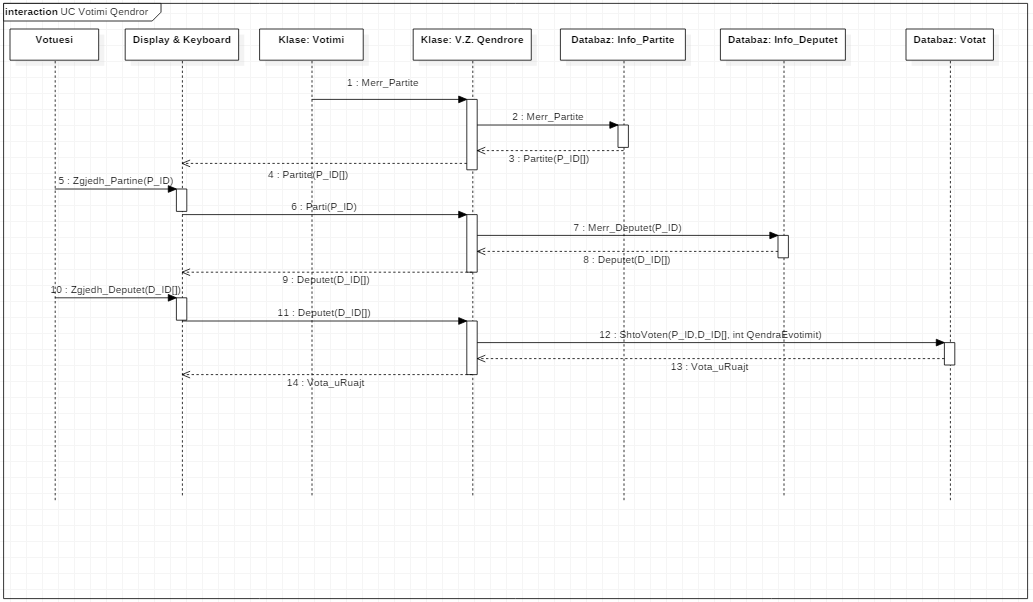 interaction UC Votimi Qendror
Votuesi
Display & Keyboard
Klase: Votimi
Klase: V.Z. Qendrore
Databaz: Info_Partite
Databaz: Info_Deputet
Databaz: Votat
1 : Merr_Partite
2 : Merr_Partite
3 : Partite(P_ID[])
4 : Partite(P_ID[])
5 : Zgjedh_Partine(P_ID)
6 : Parti(P_ID)
7 : Merr_Deputet(P_ID)
8 : Deputet(D_ID[])
9 : Deputet(D_ID[])
10 : Zgjedh_Deputet(D_ID[])
11 : Deputet(D_ID[])
12 : ShtoVoten(P_ID,D_ID[], int QendraEvotimit)
13 : Vota_uRuajt
14 : Vota_uRuajt